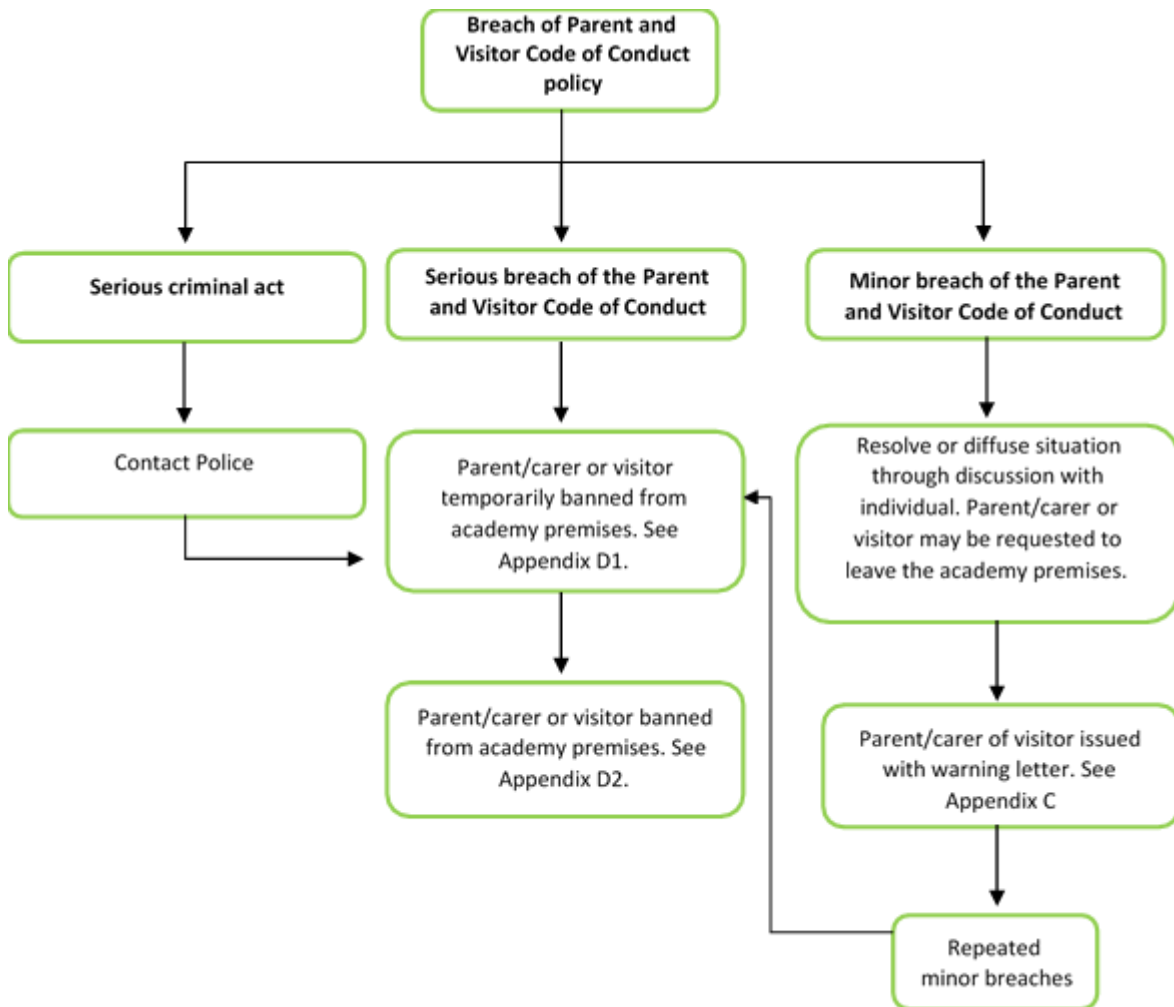 Breach of Parent and
Visitor Code of Conduct
policy
Serious criminal act
Serious breach of the Parent
and Visitor Code of Conduct
Minor breach of the Parent
and Visitor Code of Conduct
Contact Police
Parent/carer or visitor
temporarily banned from
academy premises. See
Appendix D1.
Resolve or diffuse situation
through discussion with
individual. Parent/carer or
visitor may be requested to
leave the academy premises.
Parent/carer or visitor banned
from academy premises. See
Appendix D2.
Parent/carer of visitor issued
with warning letter. See
Appendix C
Repeated
minor breaches